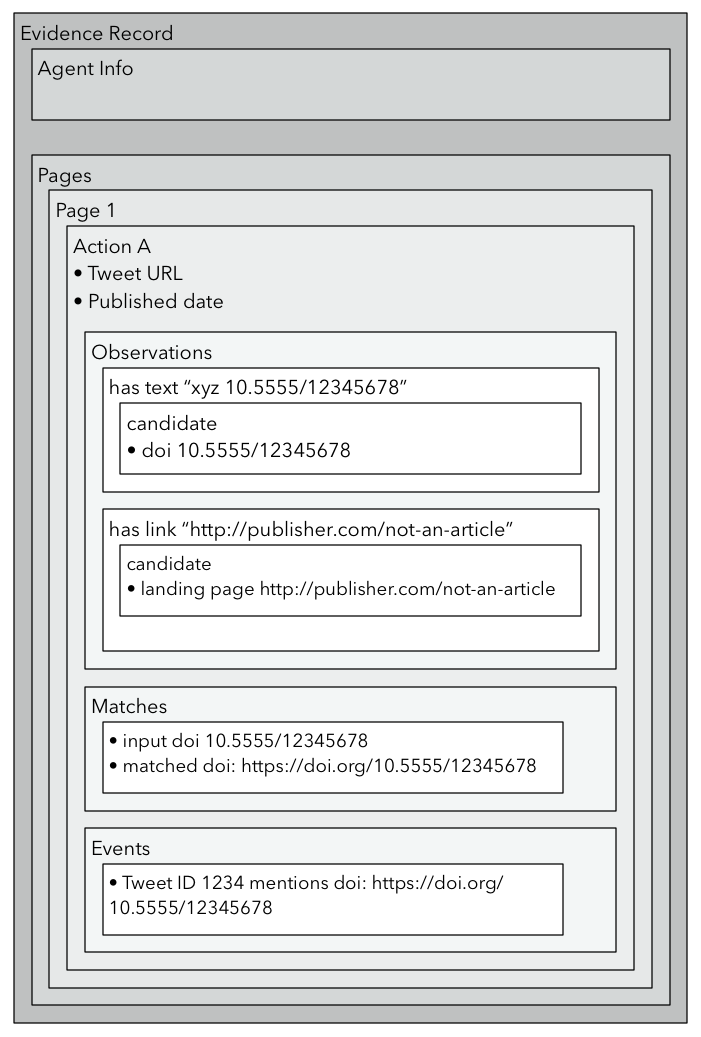 Evidence Record
Agent Info
Pages
Page 1
Action A
• Tweet URL
• Published date
Observations
has text “xyz 10.5555/12345678”
candidate
• doi 10.5555/12345678
has link “http://publisher.com/not-an-article”
candidate
• landing page http://publisher.com/not-an-article
Matches
• input doi 10.5555/12345678
• matched doi: https://doi.org/10.5555/12345678
Events
• Tweet ID 1234 mentions doi: https://doi.org/
10.5555/12345678